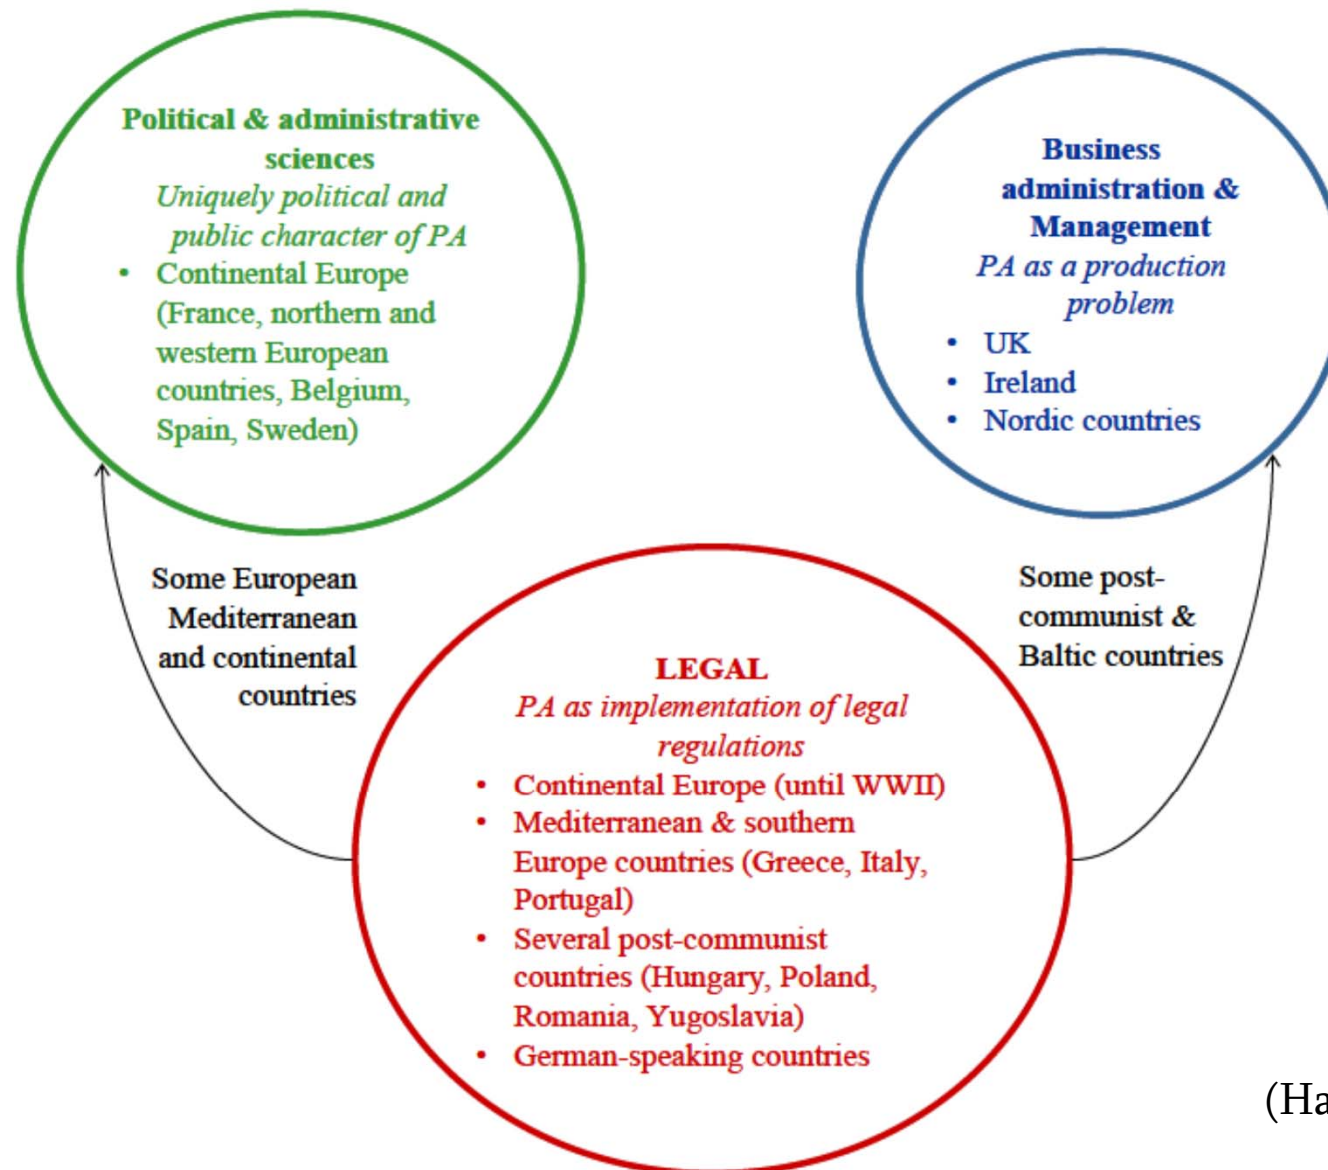 Political & administrative
sciences
Uniquely political and
public character of PA
• Continental Europe
(France, northern and
western European
countries, Belgium,
Spain, Sweden)
Business
administration &
Management
PA as a production
problem
• UK
• Ireland
• Nordic countries
Some European
Mediterranean
and continental
countries
Some post-
communist &
Baltic countries
LEGAL
PA as implementation of legal
regulations
• Continental Europe (until WWII)
• Mediterranean & southern
Europe countries (Greece, Italy,
Portugal)
• Several post-communist
countries (Hungary, Poland,
Romania, Yugoslavia)
• German-speaking countries